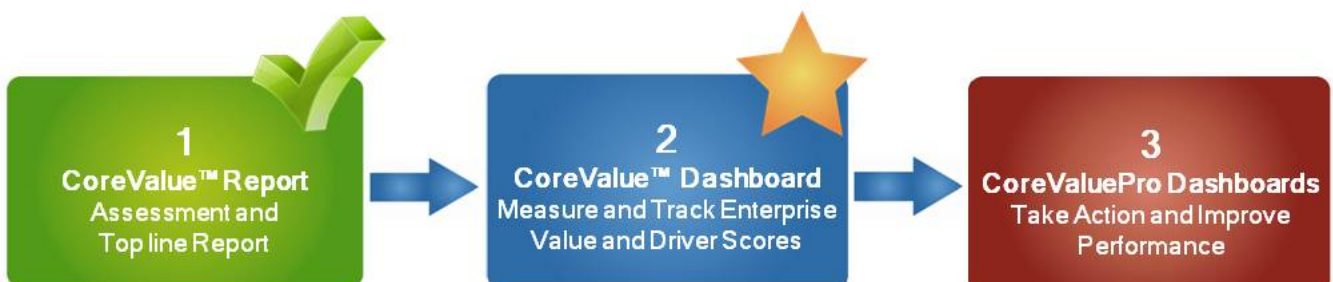 1
CoreValue™ Report
Assessment and
Top line Report
2
CoreValue™ Dashboard
Measure and Track Enterprise
Value and Driver Scores
3
CoreValuePro Dashboards
Take Action and Improve
Performance